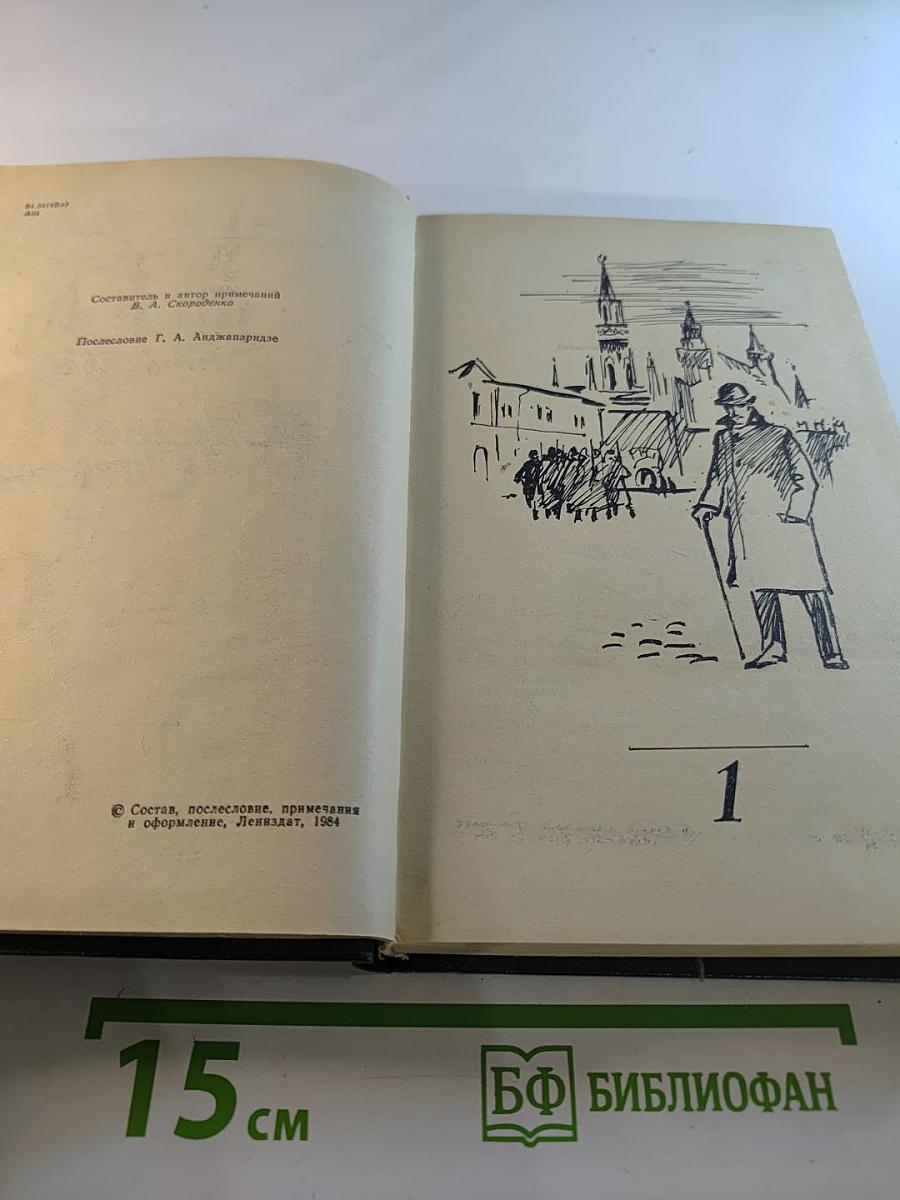 Составитель и автор примечаний
В. А. Скороденко
Послесловие Г. А. Анджапаридзе
© Состав, послесловие, примечания
и оформление, Лениздат, 1984
1
15 см
БФ БИБЛИОФАН